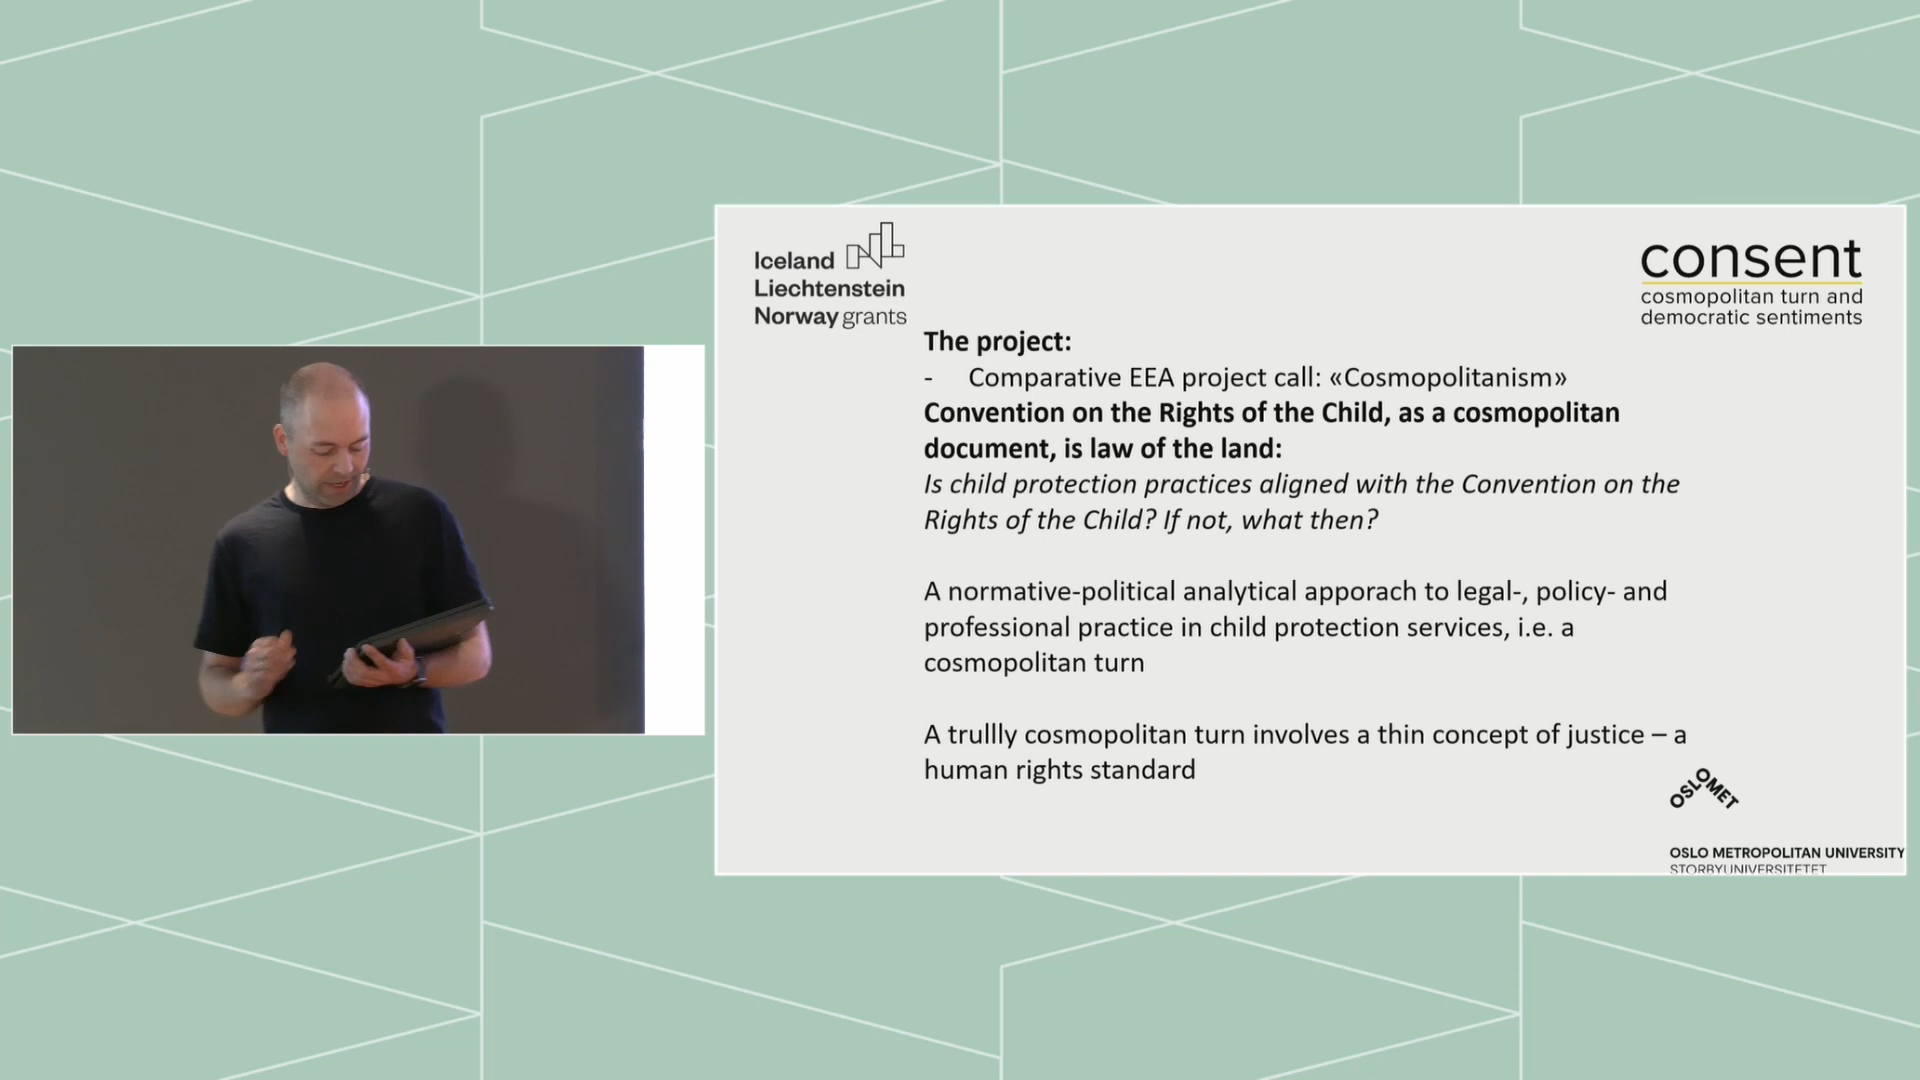 Iceland
Liechtenstein
Norway grants
consent
cosmopolitan turn and
democratic sentiments
The project:
- Comparative EEA project call: «Cosmopolitanism»
Convention on the Rights of the Child, as a cosmopolitan
document, is law of the land:
Is child protection practices aligned with the Convention on the
Rights of the Child? If not, what then?
A normative-political analytical apporach to legal-, policy- and
professional practice in child protection services, i.e. a
cosmopolitan turn
A trullly cosmopolitan turn involves a thin concept of justice – a
human rights standard
OSLOMET
OSLO METROPOLITAN UNIVERSITY
STORBYUNIVERSITETET